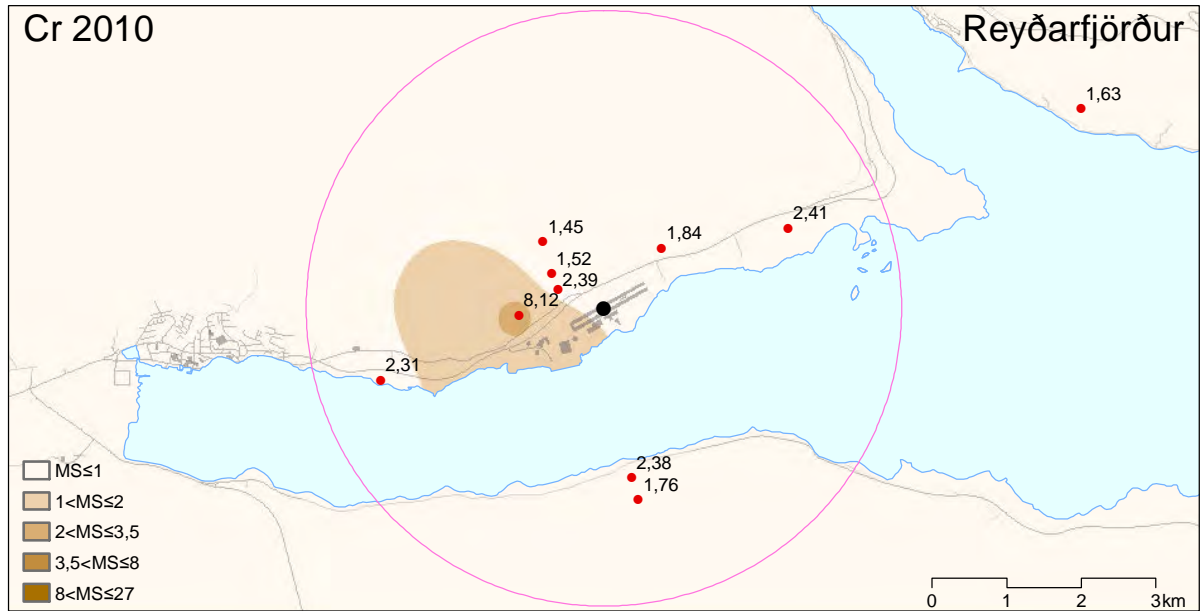 Cr 2010
Reyðarfjörður
1,63
2,41
1,45
1,84
1,52
2,39
8,12
2,31
2,38
1,76
MS≤1
1<MS≤2
2<MS≤3,5
3,5<MS≤8
8<MS≤27
0 1 2 3 km